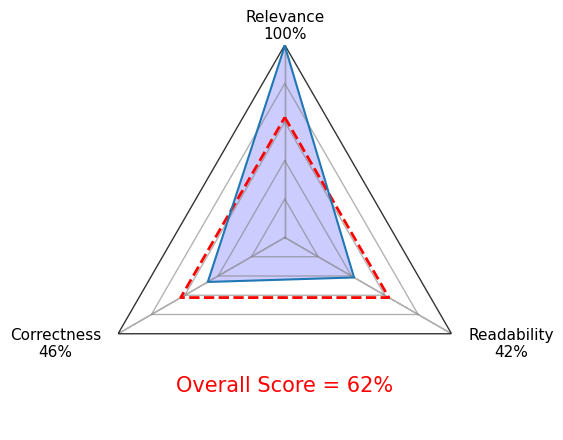 Relevance
100%
Correctness
46%
Readability
42%
Overall Score = 62%